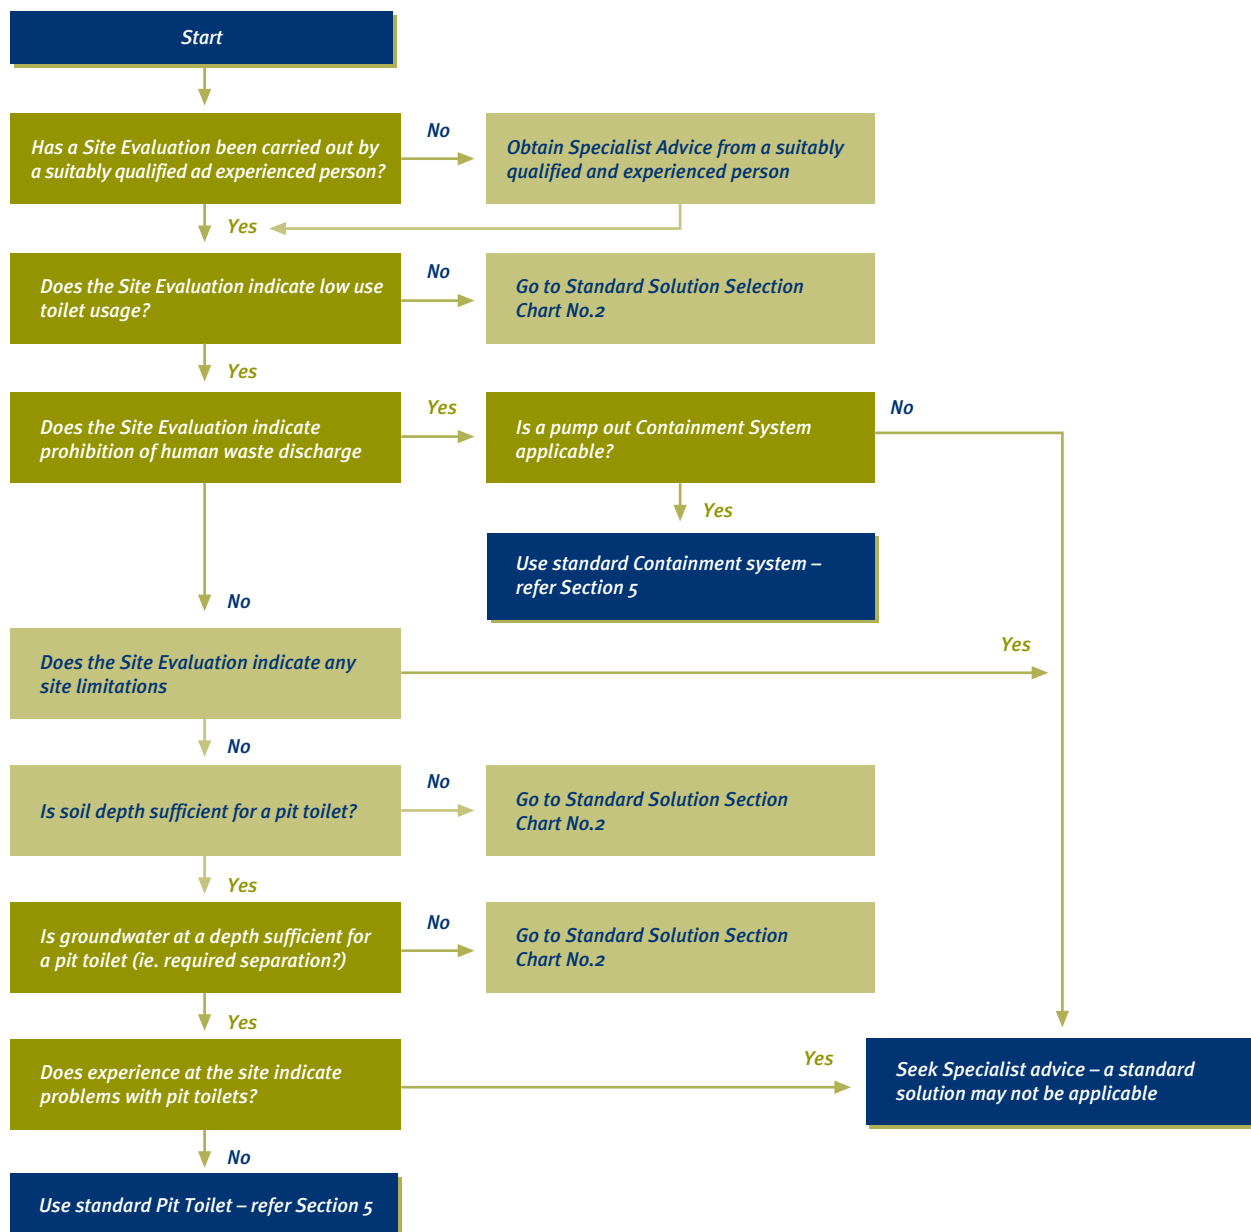 Start
Has a Site Evaluation been carried out by
a suitably qualified ad experienced person?
No
Obtain Specialist Advice from a suitably
qualified and experienced person
Yes
Does the Site Evaluation indicate low use
toilet usage?
No
Go to Standard Solution Selection
Chart No.2
Yes
Does the Site Evaluation indicate
prohibition of human waste discharge
Yes
Is a pump out Containment System
applicable?
No
Yes
Use standard Containment system –
refer Section 5
No
Does the Site Evaluation indicate any
site limitations
Yes
No
Is soil depth sufficient for a pit toilet?
No
Go to Standard Solution Section
Chart No.2
Yes
Is groundwater at a depth sufficient for
a pit toilet (ie. required separation?)
No
Go to Standard Solution Section
Chart No.2
Yes
Does experience at the site indicate
problems with pit toilets?
Yes
Seek Specialist advice – a standard
solution may not be applicable
No
Use standard Pit Toilet – refer Section 5